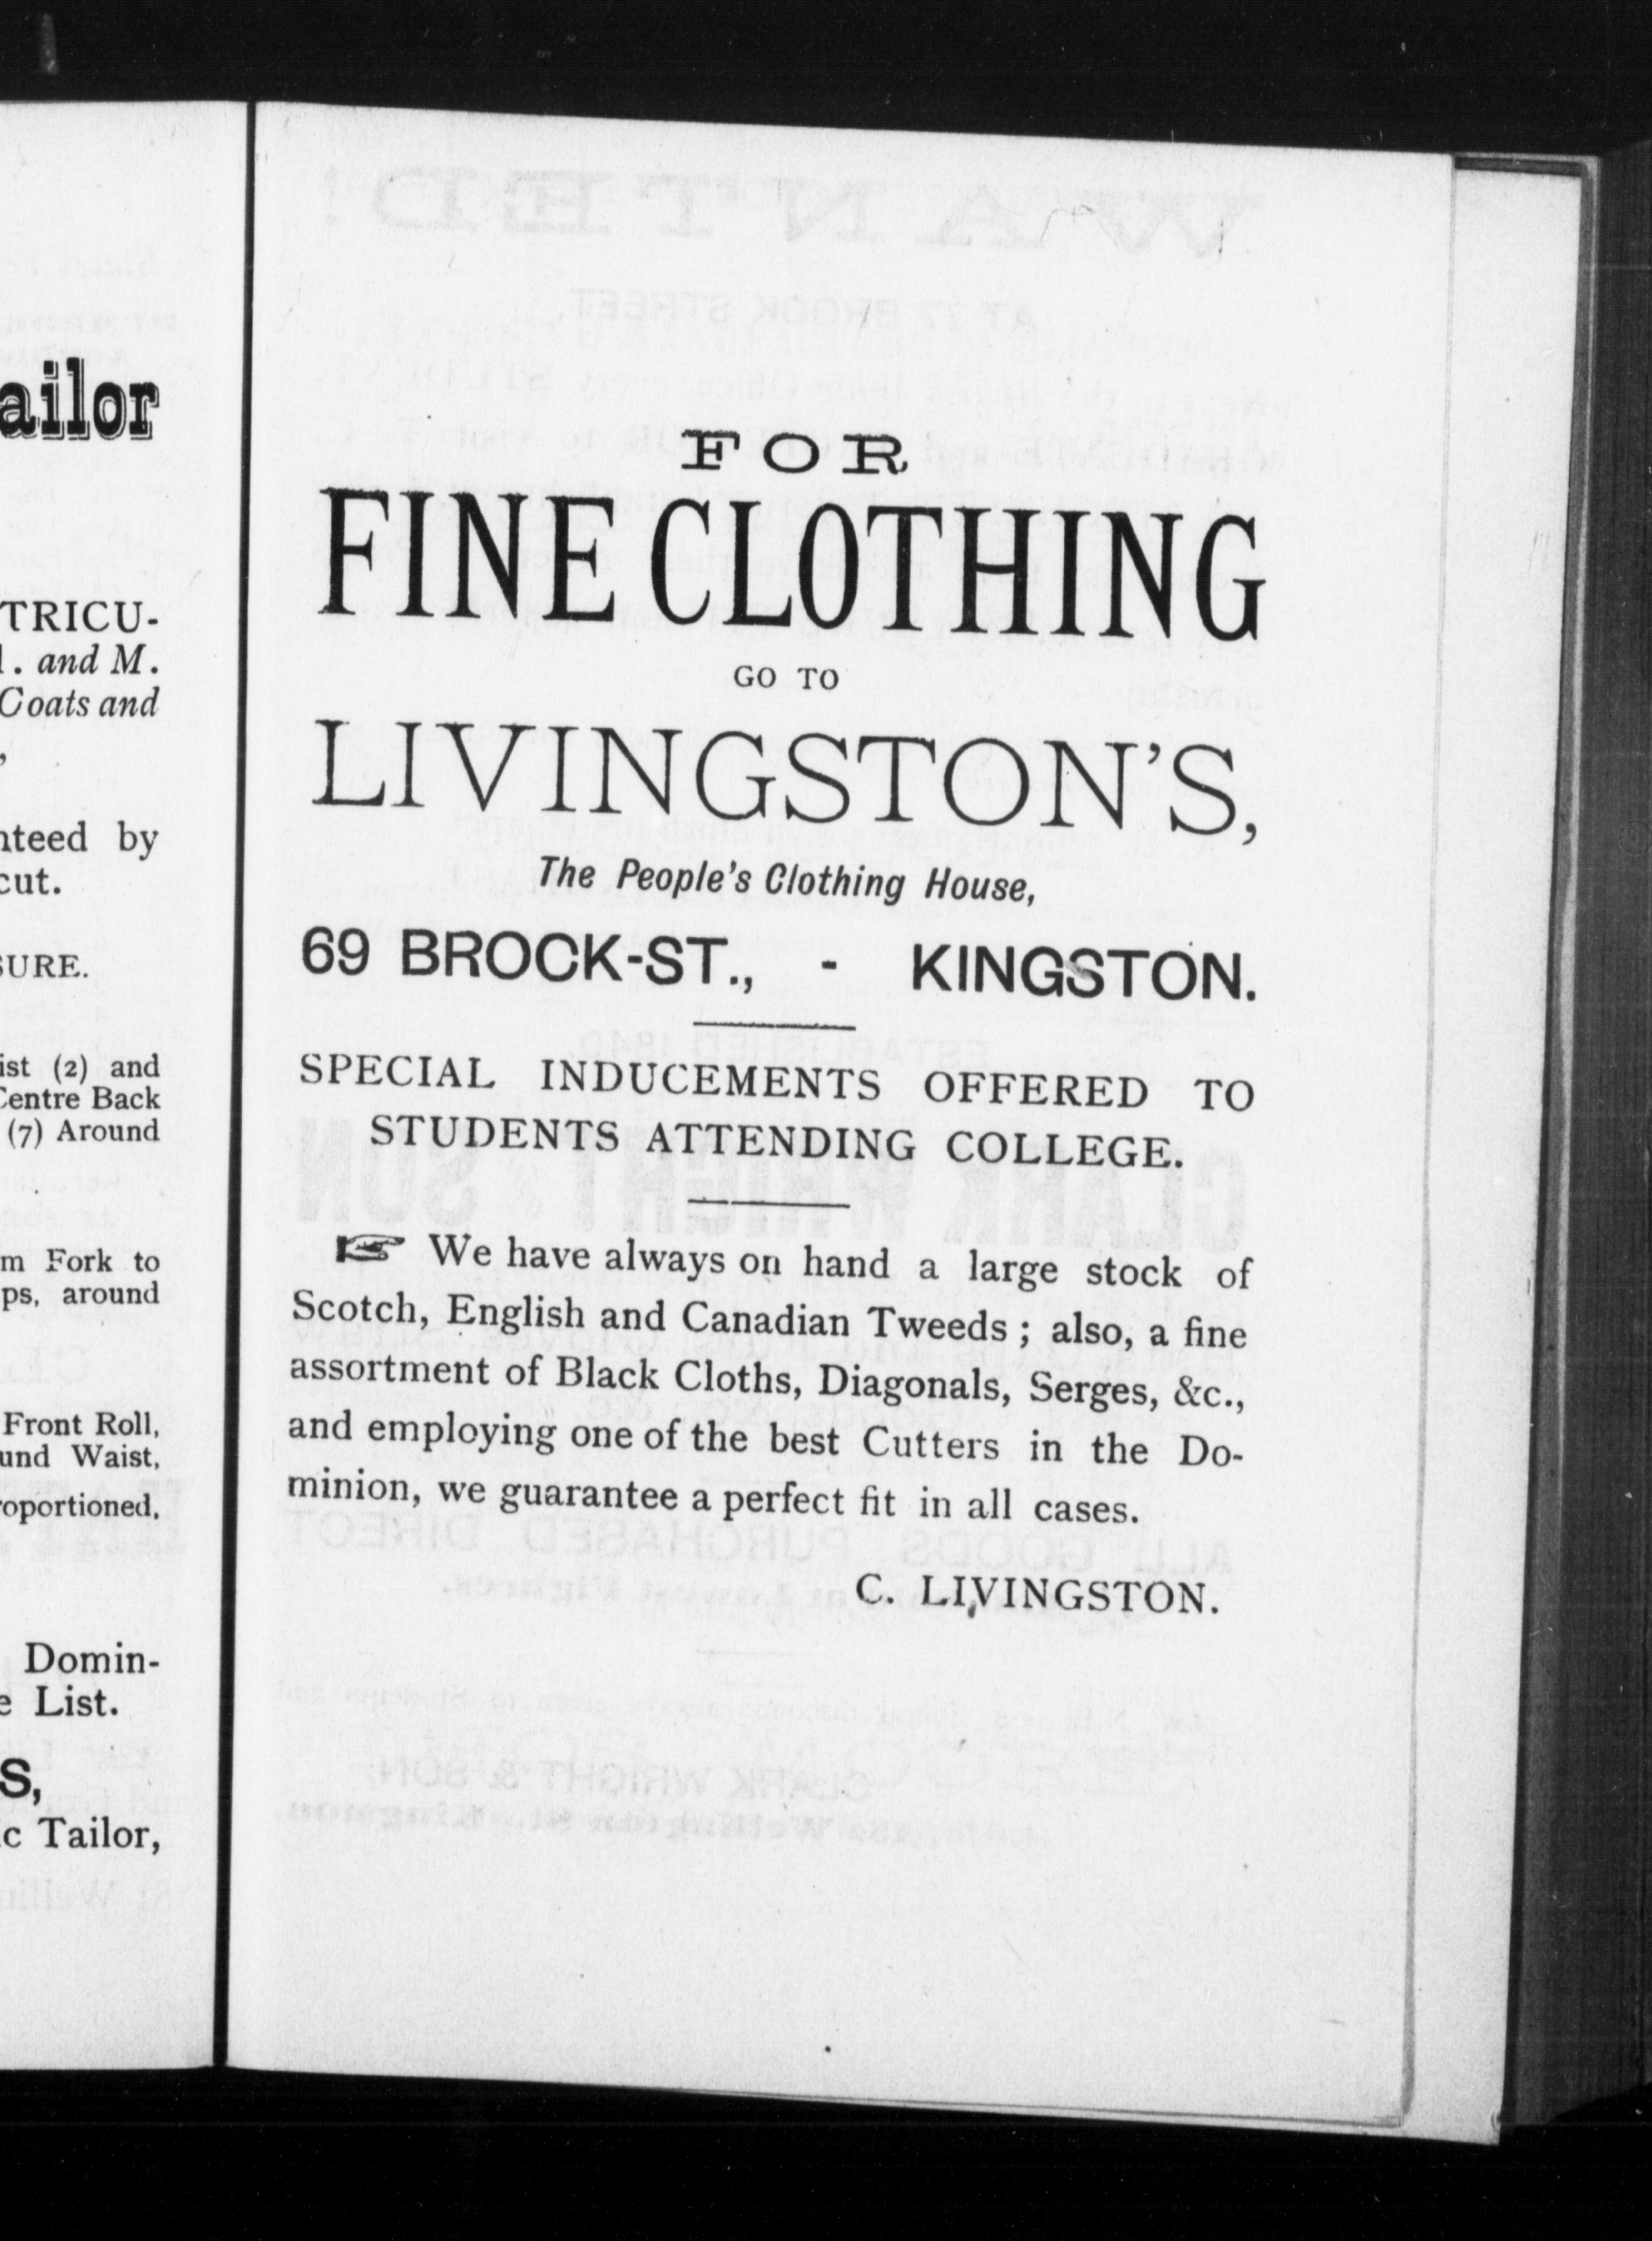 ailor
TRICU-
. and M.
Coats and
nteed by
cut.
SURE.
ist (2) and
Centre Back
(7) Around
m Fork to
ps, around
Front Roll,
und Waist,
roportioned,
Domin-
e List.
S,
c Tailor,
FOR
FINE CLOTHING
GO TO
LIVINGSTON'S,
The People's Clothing House,
69 BROCK-ST., - KINGSTON.
SPECIAL INDUCEMENTS OFFERED TO
STUDENTS ATTENDING COLLEGE.
☞ We have always on hand a large stock of
Scotch, English and Canadian Tweeds ; also, a fine
assortment of Black Cloths, Diagonals, Serges, &c.,
and employing one of the best Cutters in the Do-
minion, we guarantee a perfect fit in all cases.
C. LIVINGSTON.